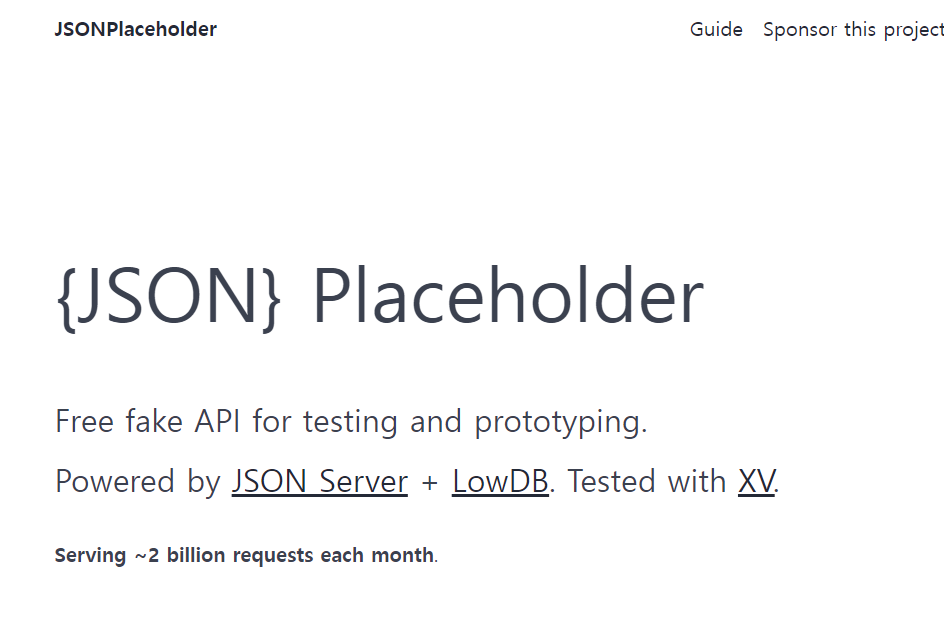 JSONPlaceholder
Guide Sponsor this project
{JSON} Placeholder
Free fake API for testing and prototyping.
Powered by JSON Server + LowDB. Tested with XV.
Serving ~2 billion requests each month.